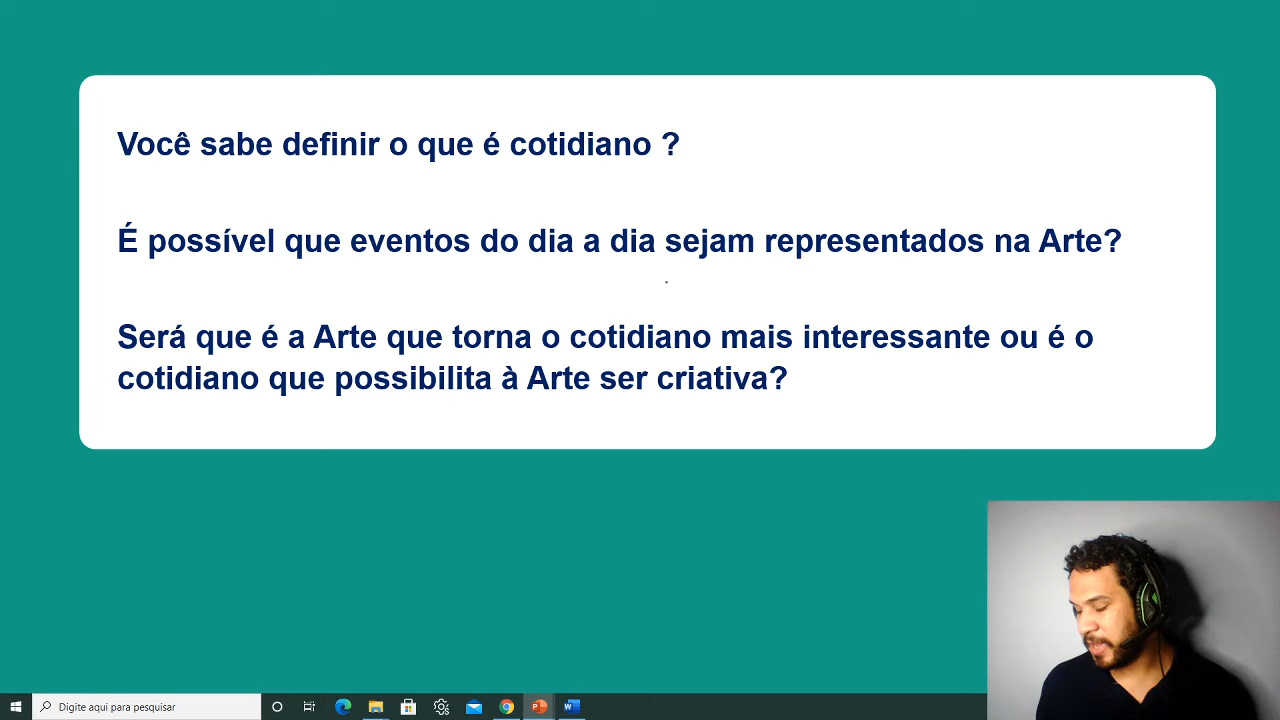 Você sabe definir o que é cotidiano ?
É possível que eventos do dia a dia sejam representados na Arte?
Será que é a Arte que torna o cotidiano mais interessante ou é o
cotidiano que possibilita à Arte ser criativa?
Digite aqui para pesquisar